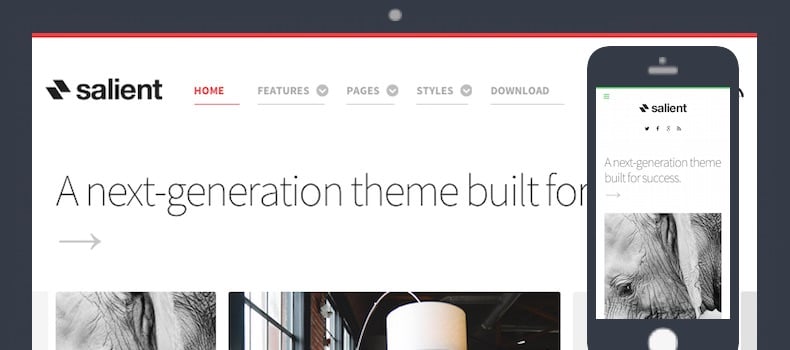 salient
HOME FEATURES PAGES STYLES DOWNLOAD
A next-generation theme built for
salient
A next-generation theme
built for success.